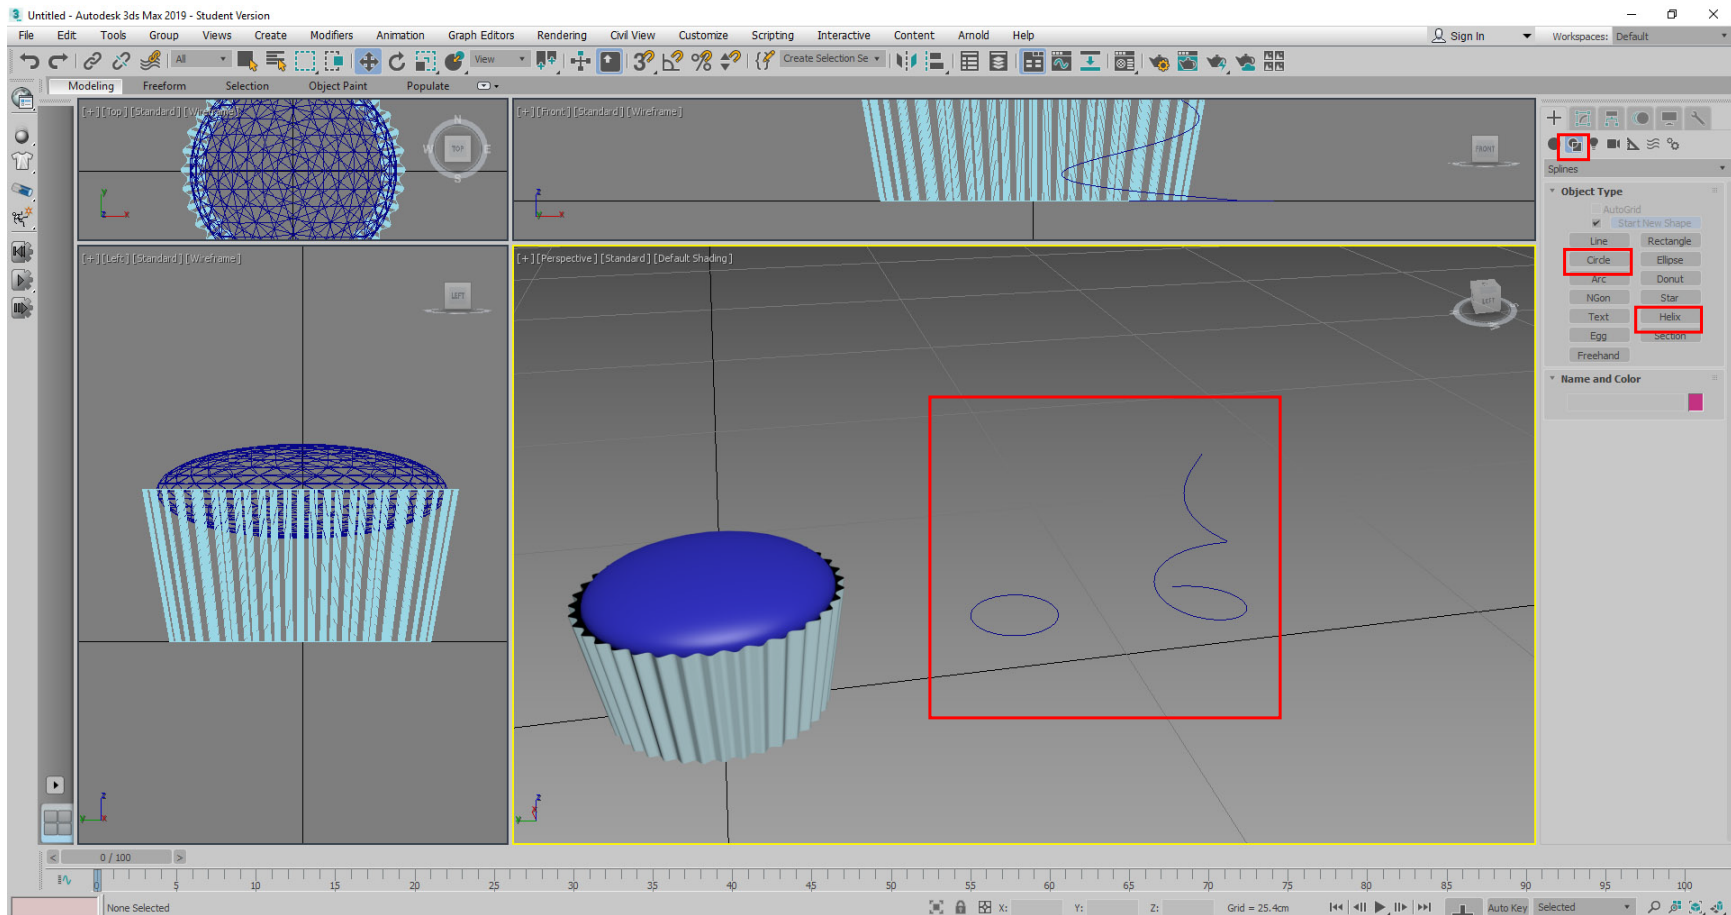 Untitled - Autodesk 3ds Max 2019 - Student Version
File Edit Tools Group Views Create Modifiers Animation Graph Editors Rendering Civil View Customize Scripting Interactive Content Arnold Help Sign In Workspaces: Default
All View Create Selection Se
Modeling Freeform Selection Object Paint Populate
[+] [Top] [Standard] [Wireframe]
[+] [Front] [Standard] [Wireframe]
N
W TOP E
S
FRONT
y
z x
z
y x
Splines
Object Type
AutoGrid
Start New Shape
Line Rectangle
Circle Ellipse
Arc Donut
NGon Star
Text Helix
Egg Section
Freehand
Name and Color
[+] [Left] [Standard] [Wireframe]
[+] [Perspective] [Standard] [Default Shading]
LEFT
LEFT
z
y x
z
y x
0 / 100
0 5 10 15 20 25 30 35 40 45 50 55 60 65 70 75 80 85 90 95 100
None Selected X: Y: Z: Grid = 25.4cm Auto Key Selected